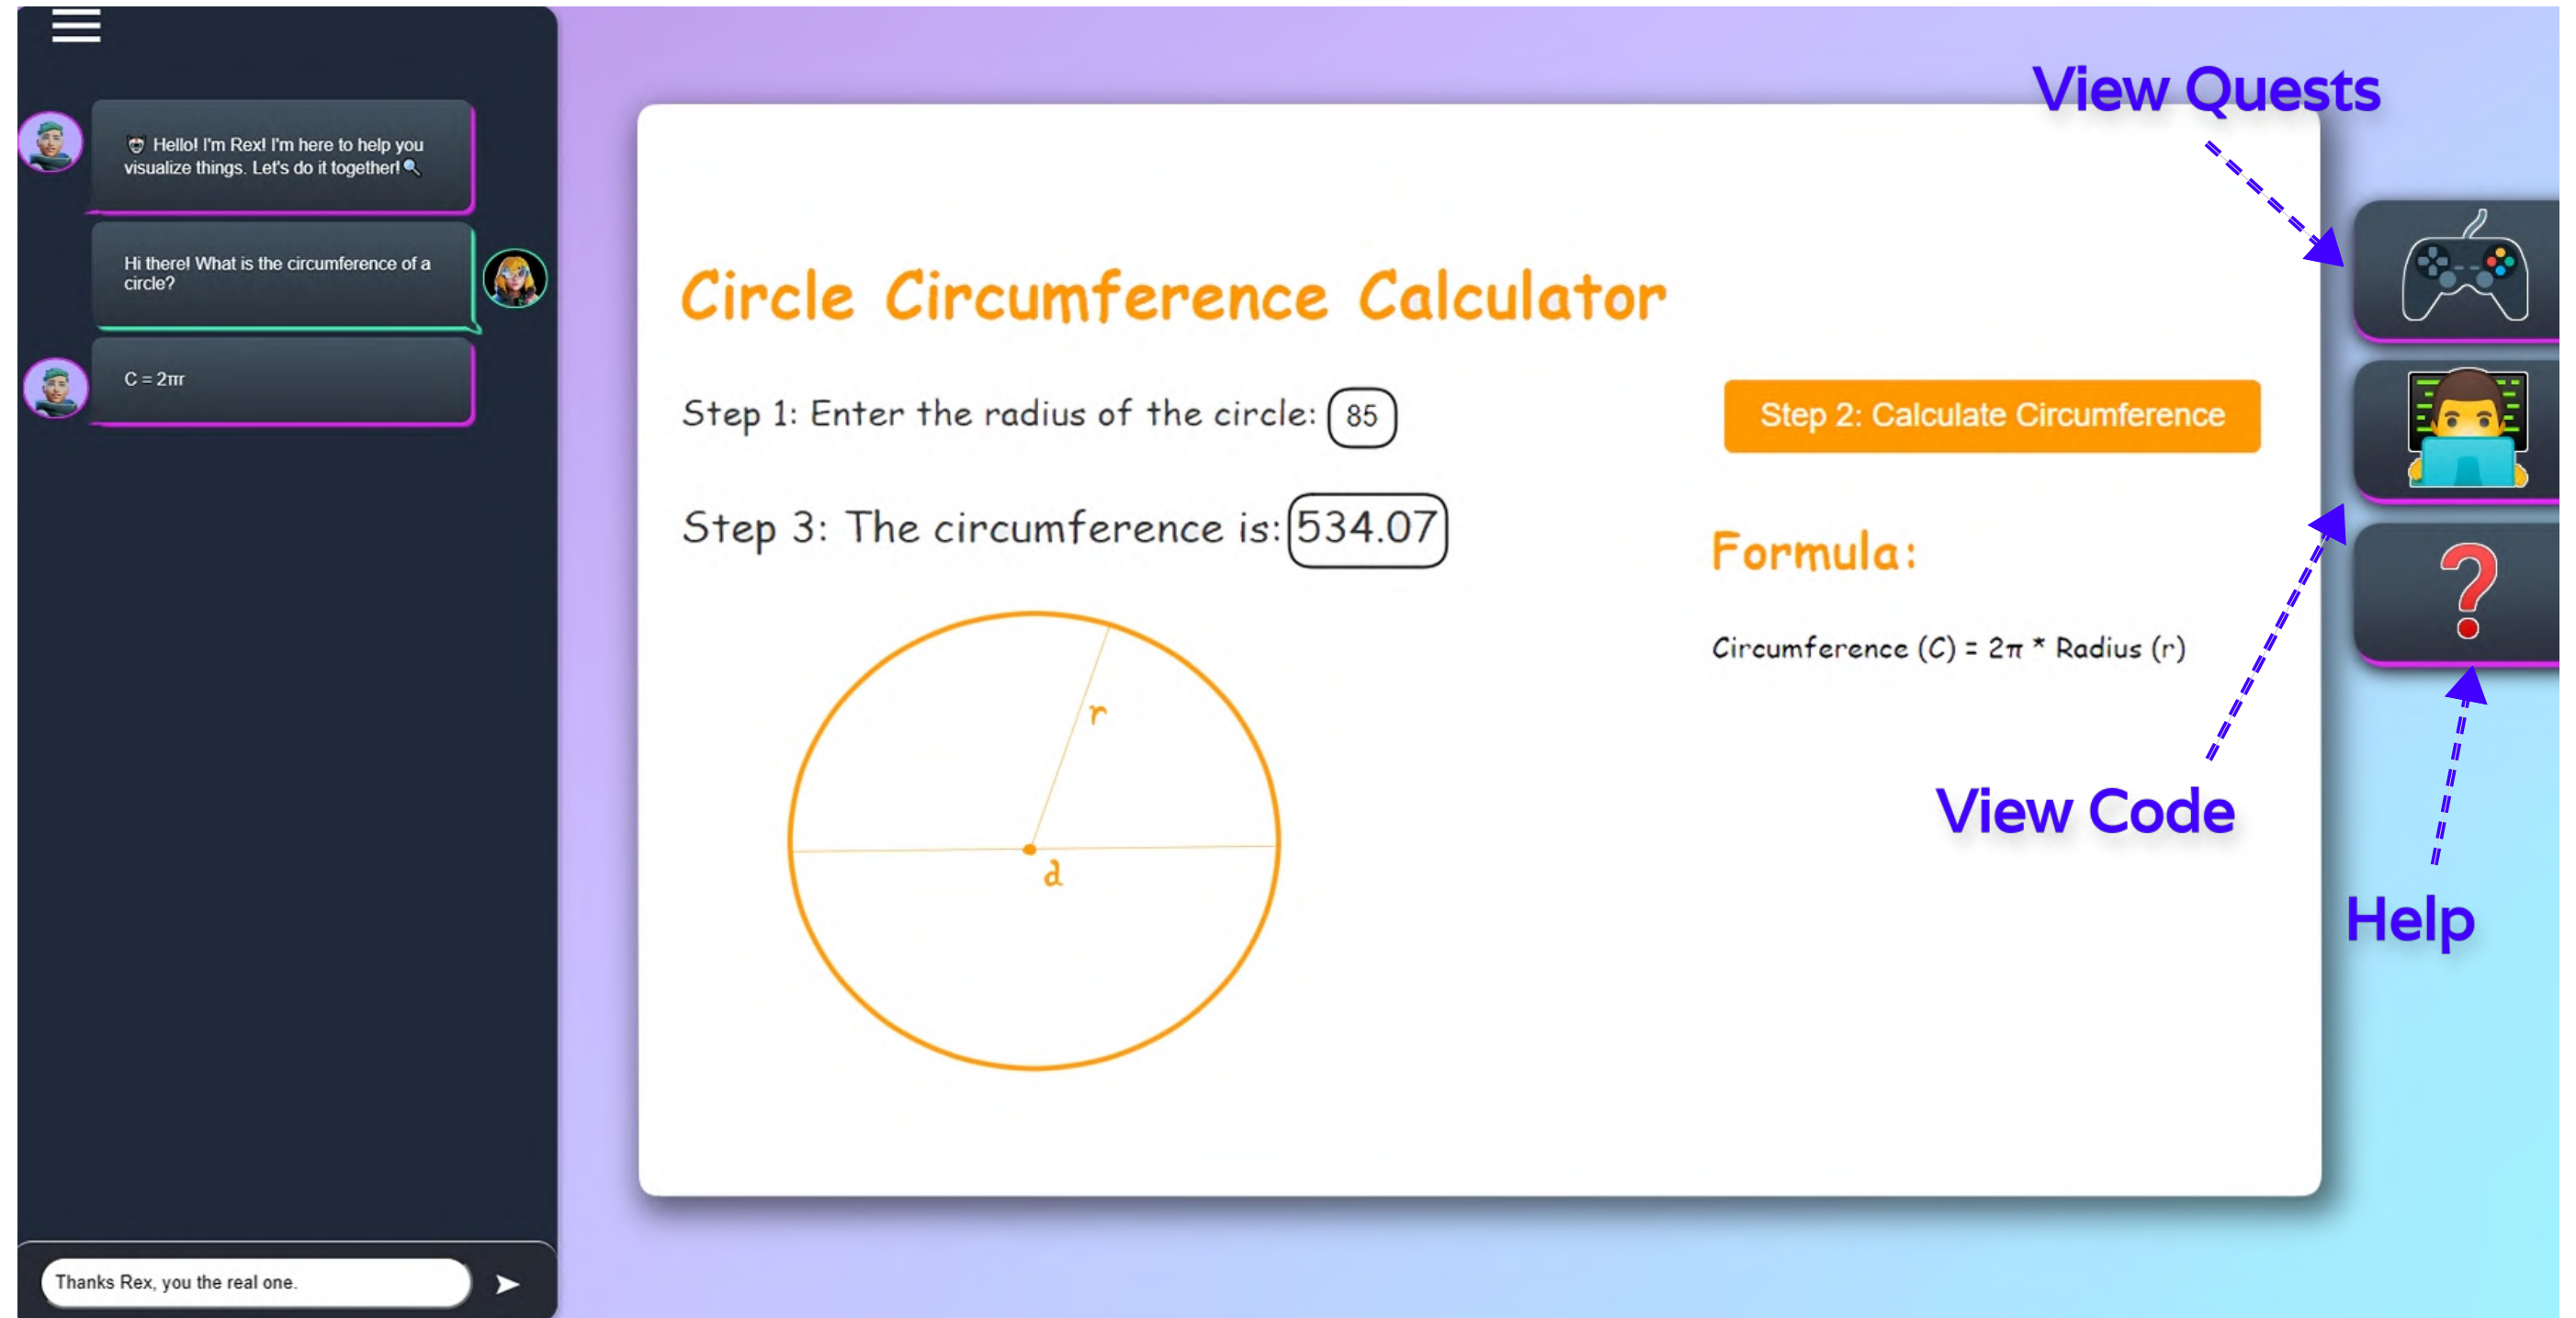 Hello! I'm Rex! I'm here to help you
visualize things. Let's do it together!
Hi there! What is the circumference of a
circle?
C = 2πr
Thanks Rex, you the real one.
Circle Circumference Calculator
Step 1: Enter the radius of the circle: 85
Step 2: Calculate Circumference
Step 3: The circumference is: 534.07
Formula:
Circumference (C) = 2π * Radius (r)
r
d
View Quests
View Code
Help